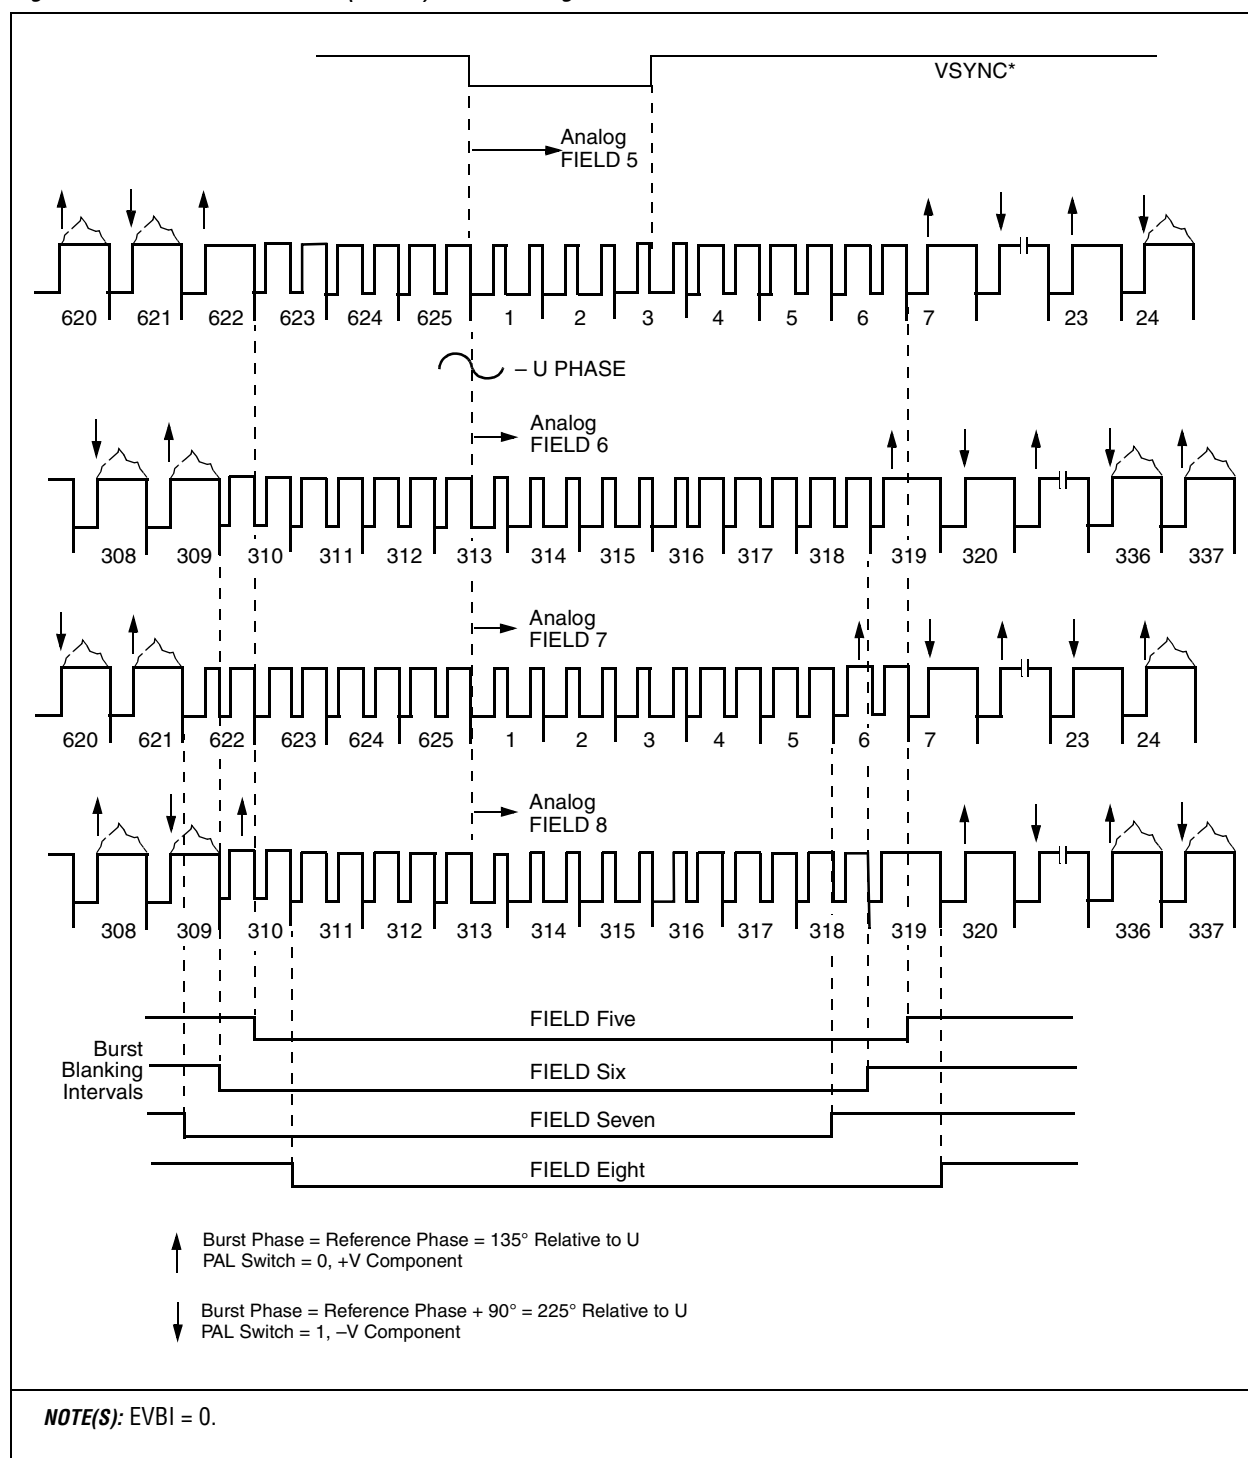 VSYNC*
Analog
FIELD 5
620 621 622 623 624 625 1 2 3 4 5 6 7 23 24
– U PHASE
Analog
FIELD 6
308 309 310 311 312 313 314 315 316 317 318 319 320 336 337
Analog
FIELD 7
620 621 622 623 624 625 1 2 3 4 5 6 7 23 24
Analog
FIELD 8
308 309 310 311 312 313 314 315 316 317 318 319 320 336 337
Burst
Blanking
Intervals
FIELD Five
FIELD Six
FIELD Seven
FIELD Eight
Burst Phase = Reference Phase = 135° Relative to U
PAL Switch = 0, +V Component
Burst Phase = Reference Phase + 90° = 225° Relative to U
PAL Switch = 1, –V Component
NOTE(S): EVBI = 0.